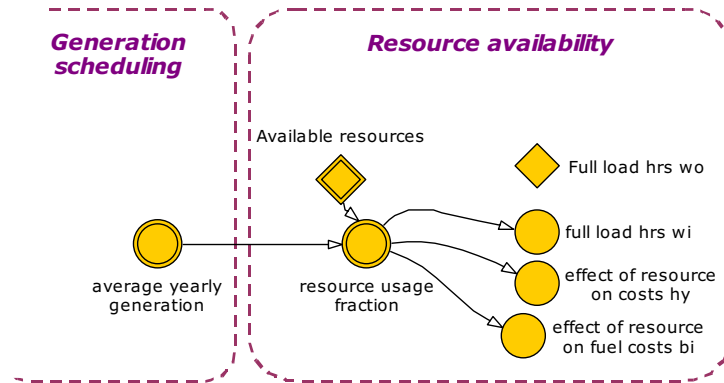 Generation
scheduling
Resource availability
Available resources
Full load hrs wo
full load hrs wi
average yearly
generation
resource usage
fraction
effect of resource
on costs hy
effect of resource
on fuel costs bi